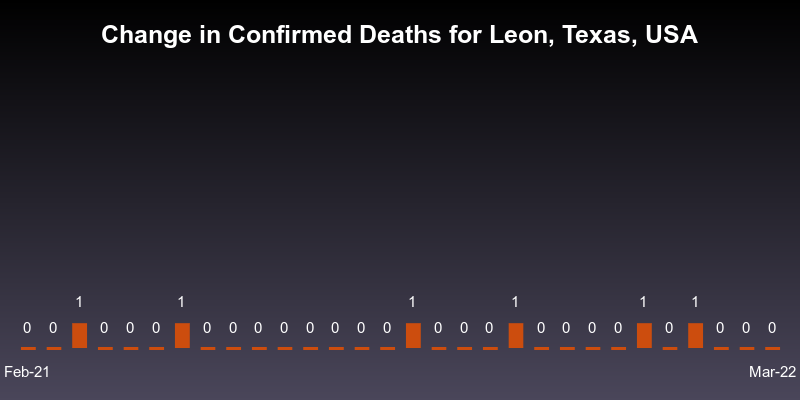 Change in Confirmed Deaths for Leon, Texas, USA
1 1 1 1 1 1
0 0 0 0 0 0 0 0 0 0 0 0 0 0 0 0 0 0 0 0 0 0 0 0
Feb-21 Mar-22